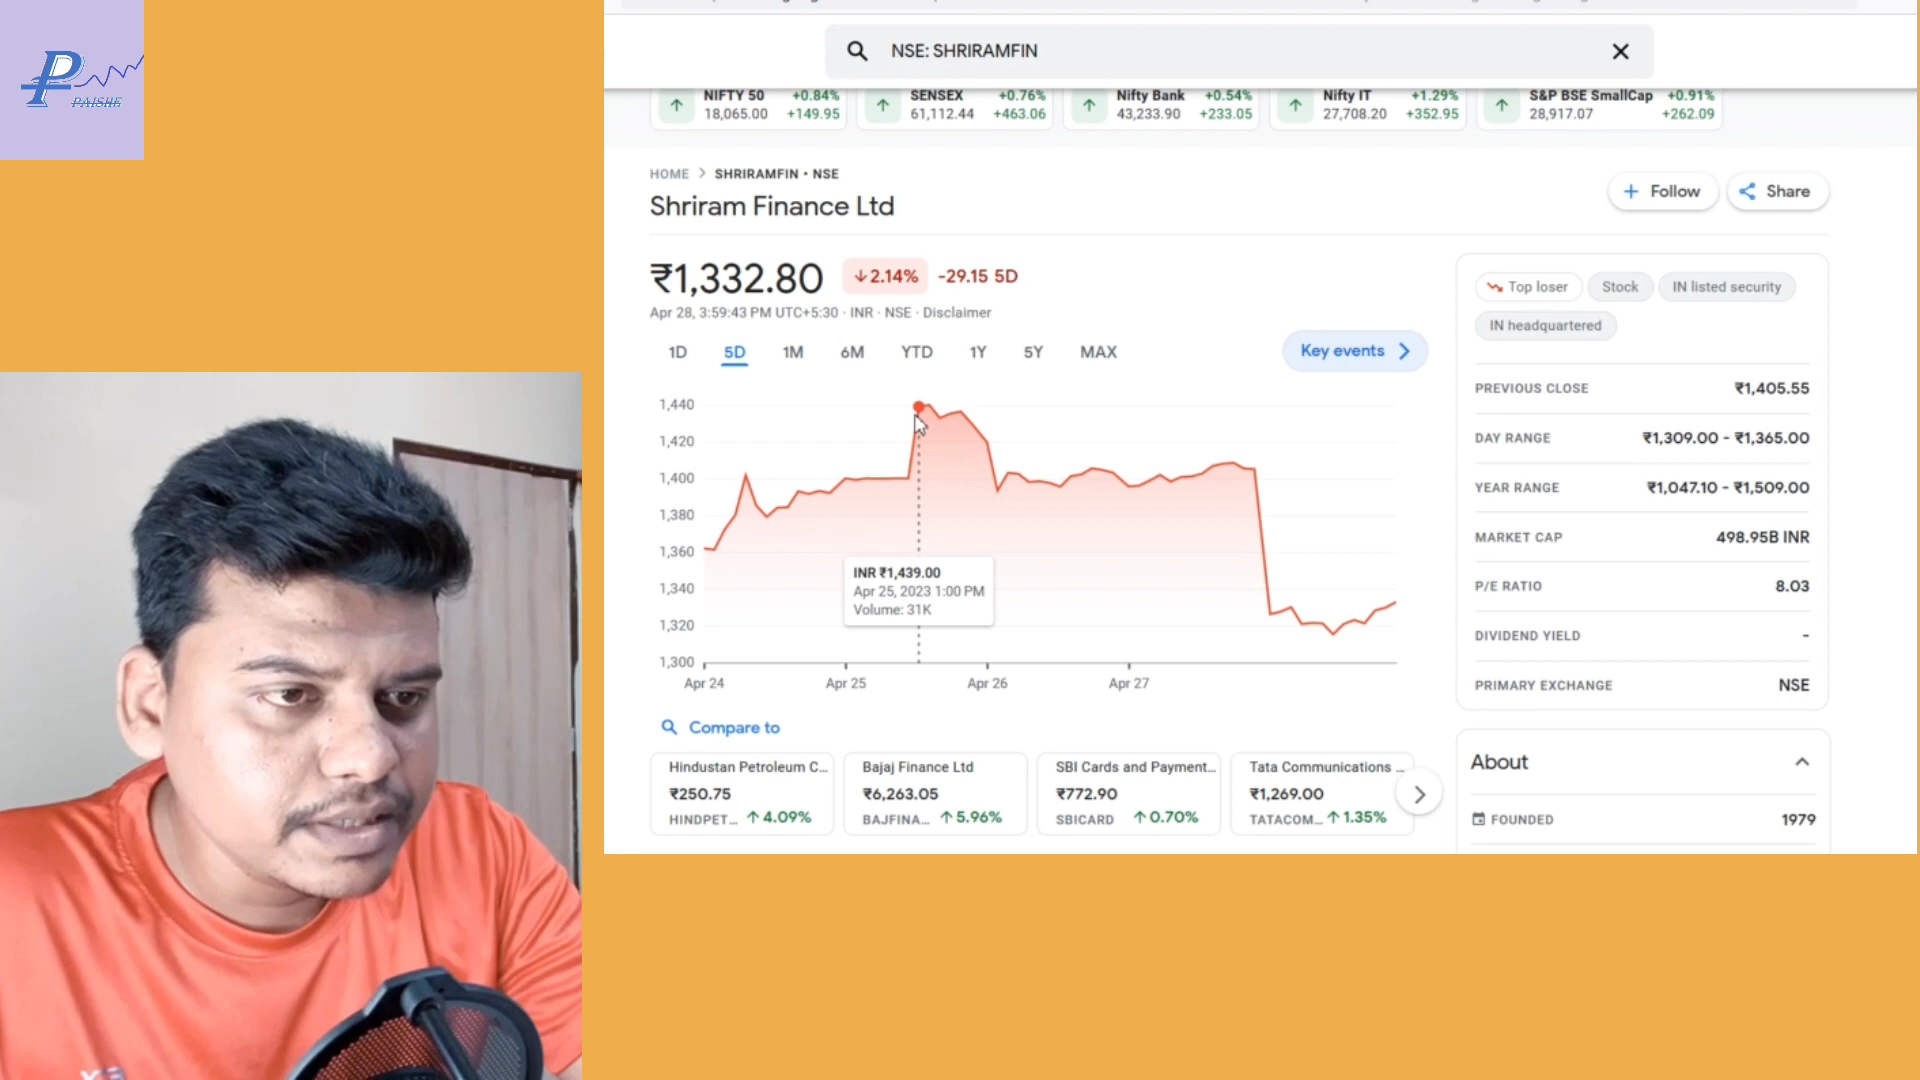 PAISHE
NSE: SHRIRAMFIN
NIFTY 50 +0.84%
18,065.00 +149.95
SENSEX +0.76%
61,112.44 +463.06
Nifty Bank +0.54%
43,233.90 +233.05
Nifty IT +1.29%
27,708.20 +352.95
S&P BSE SmallCap +0.91%
28,917.07 +262.09
HOME > SHRIRAMFIN • NSE
Shriram Finance Ltd
+ Follow
Share
₹1,332.80 ↓2.14% -29.15 5D
Apr 28, 3:59:43 PM UTC+5:30 · INR · NSE · Disclaimer
1D 5D 1M 6M YTD 1Y 5Y MAX
Key events
1,440
1,420
1,400
1,380
1,360
1,340
1,320
1,300
INR ₹1,439.00
Apr 25, 2023 1:00 PM
Volume: 31K
Apr 24 Apr 25 Apr 26 Apr 27
Compare to
Hindustan Petroleum C...
₹250.75
HINDPET... ↑4.09%
Bajaj Finance Ltd
₹6,263.05
BAJFINA... ↑5.96%
SBI Cards and Payment...
₹772.90
SBICARD ↑0.70%
Tata Communications ...
₹1,269.00
TATACOM... ↑1.35%
Top loser
Stock
IN listed security
IN headquartered
PREVIOUS CLOSE ₹1,405.55
DAY RANGE ₹1,309.00 - ₹1,365.00
YEAR RANGE ₹1,047.10 - ₹1,509.00
MARKET CAP 498.95B INR
P/E RATIO 8.03
DIVIDEND YIELD -
PRIMARY EXCHANGE NSE
About
FOUNDED 1979